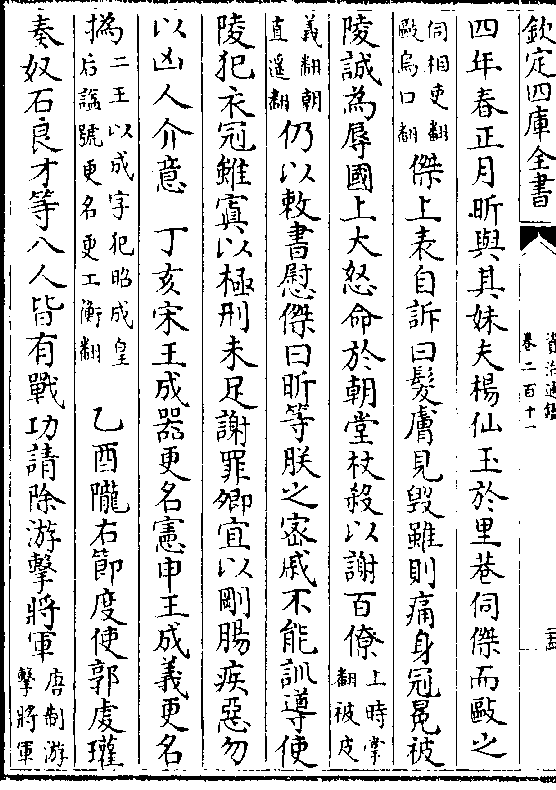 欽定四庫全書
資治通鑑
卷二百十一
四年春正月昕與其妹夫楊仙玉於里巷伺傑而毆之
伺相吏翻
毆烏口翻
傑上表自訴曰髮膚見毀雖則痛身冠冕被
陵誠為辱國上大怒命於朝堂杖殺以謝百僚
上時掌
翻被皮
義翻朝
直遥翻
仍以敕書慰傑曰昕等朕之密戚不能訓導使
陵犯衣冠雖寘以極刑未足謝罪卿宜以剛腸疾惡勿
以凶人介意　丁亥宋王成器更名憲申王成義更名
撝
二王以成字犯昭成皇
后諡號更名更工衡翻
乙酉隴右節度使郭虔瓘
奏奴石良才等八人皆有戰功請除游擊將軍
唐制游
擊將軍